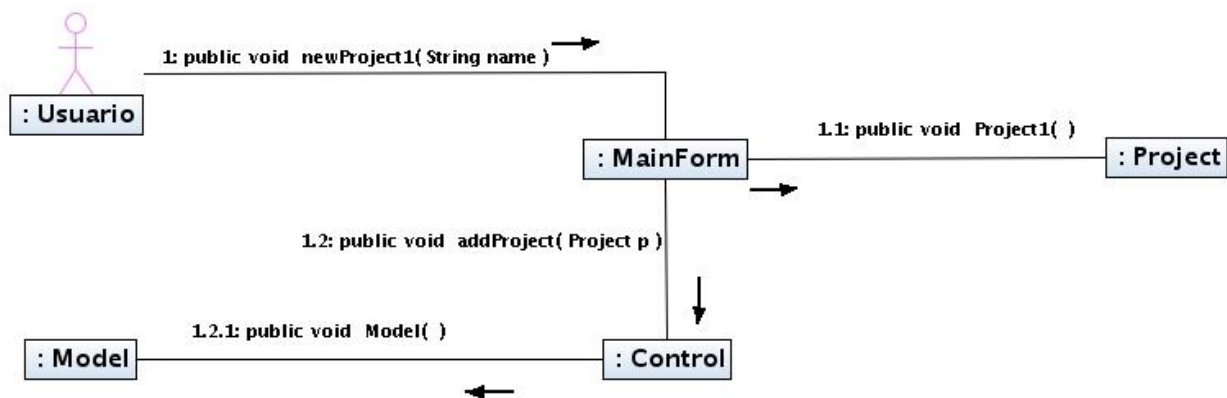 1: public void newProject1( String name )
: Usuario
1.1: public void Project1( )
: MainForm
: Project
1.2: public void addProject( Project p )
1.2.1: public void Model( )
: Model
: Control